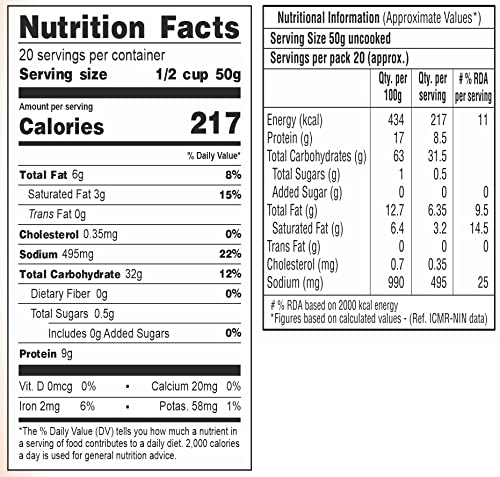 Nutrition Facts
20 servings per container
Serving size 1/2 cup 50g
Amount per serving
Calories 217
% Daily Value*
Total Fat 6g 8%
Saturated Fat 3g 15%
Trans Fat 0g
Cholesterol 0.35mg 0%
Sodium 495mg 22%
Total Carbohydrate 32g 12%
Dietary Fiber 0g 0%
Total Sugars 0.5g
Includes 0g Added Sugars 0%
Protein 9g
Vit. D 0mcg 0% • Calcium 20mg 0%
Iron 2mg 6% • Potas. 58mg 1%
*The % Daily Value (DV) tells you how much a nutrient in
a serving of food contributes to a daily diet. 2,000 calories
a day is used for general nutrition advice.
Nutritional Information (Approximate Values*)
Serving Size 50g uncooked
Servings per pack 20 (approx.)
Qty. per Qty. per # % RDA
100g serving per serving
Energy (kcal) 434 217 11
Protein (g) 17 8.5
Total Carbohydrates (g) 63 31.5
Total Sugars (g) 1 0.5
Added Sugar (g) 0 0 0
Total Fat (g) 12.7 6.35 9.5
Saturated Fat (g) 6.4 3.2 14.5
Trans Fat (g) 0 0 0
Cholesterol (mg) 0.7 0.35
Sodium (mg) 990 495 25
# % RDA based on 2000 kcal energy
*Figures based on calculated values - (Ref. ICMR-NIN data)